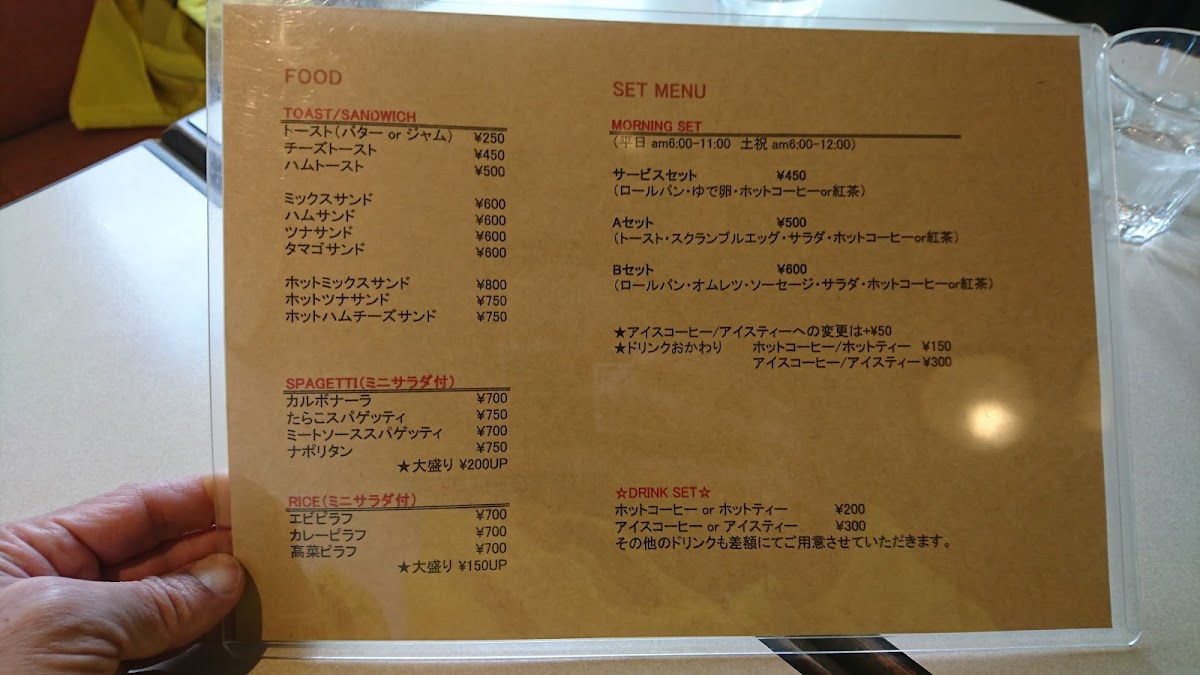 FOOD
TOAST/SANDWICH
トースト(バター or ジャム) ¥250
チーズトースト ¥450
ハムトースト ¥500
ミックスサンド ¥600
ハムサンド ¥600
ツナサンド ¥600
タマゴサンド ¥600
ホットミックスサンド ¥800
ホットツナサンド ¥750
ホットハムチーズサンド ¥750
SPAGETTI(ミニサラダ付)
カルボナーラ ¥700
たらこスパゲッティ ¥750
ミートソーススパゲッティ ¥700
ナポリタン ¥750
★大盛り ¥200UP
RICE(ミニサラダ付)
エビピラフ ¥700
カレーピラフ ¥700
高菜ピラフ ¥700
★大盛り ¥150UP
SET MENU
MORNING SET
(平日 am6:00-11:00 土祝 am6:00-12:00)
サービスセット ¥450
(ロールパン・ゆで卵・ホットコーヒーor紅茶)
Aセット ¥500
(トースト・スクランブルエッグ・サラダ・ホットコーヒーor紅茶)
Bセット ¥600
(ロールパン・オムレツ・ソーセージ・サラダ・ホットコーヒーor紅茶)
★アイスコーヒー/アイスティーへの変更は+¥50
★ドリンクおかわり ホットコーヒー/ホットティー ¥150
アイスコーヒー/アイスティー ¥300
☆DRINK SET☆
ホットコーヒー or ホットティー ¥200
アイスコーヒー or アイスティー ¥300
その他のドリンクも差額にてご用意させていただきます。